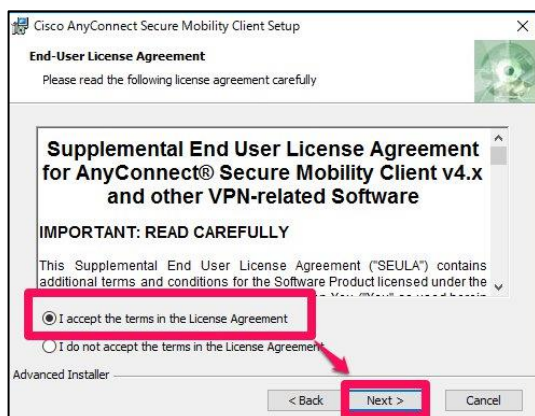 Cisco AnyConnect Secure Mobility Client Setup
End-User License Agreement
Please read the following license agreement carefully
Supplemental End User License Agreement
for AnyConnect® Secure Mobility Client v4.x
and other VPN-related Software
IMPORTANT: READ CAREFULLY
This Supplemental End User License Agreement ("SEULA") contains
additional terms and conditions for the Software Product licensed under the
I accept the terms in the License Agreement
I do not accept the terms in the License Agreement
Advanced Installer
< Back
Next >
Cancel